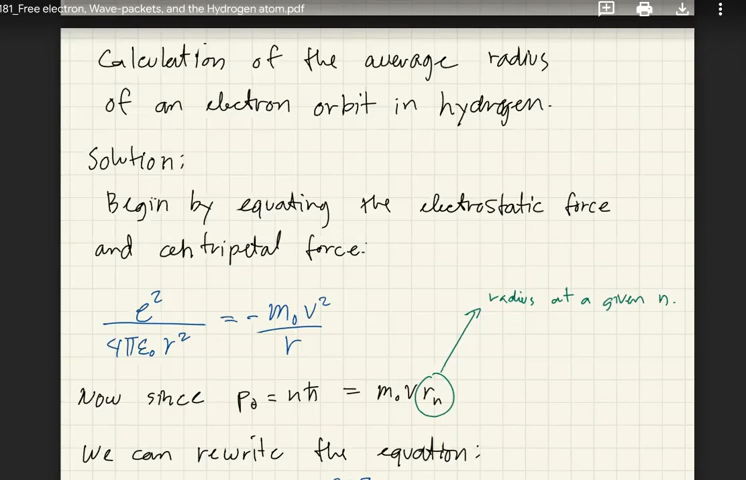 181_Free electron, Wave-packets, and the Hydrogen atom.pdf
Calculation of the average radius
of an electron orbit in hydrogen.
Solution:
Begin by equating the electrostatic force
and centripetal force:
e² / 4πε₀r² = - m₀v² / r
radius at a given n.
Now since p_θ = nħ = m₀v r_n
We can rewrite the equation: